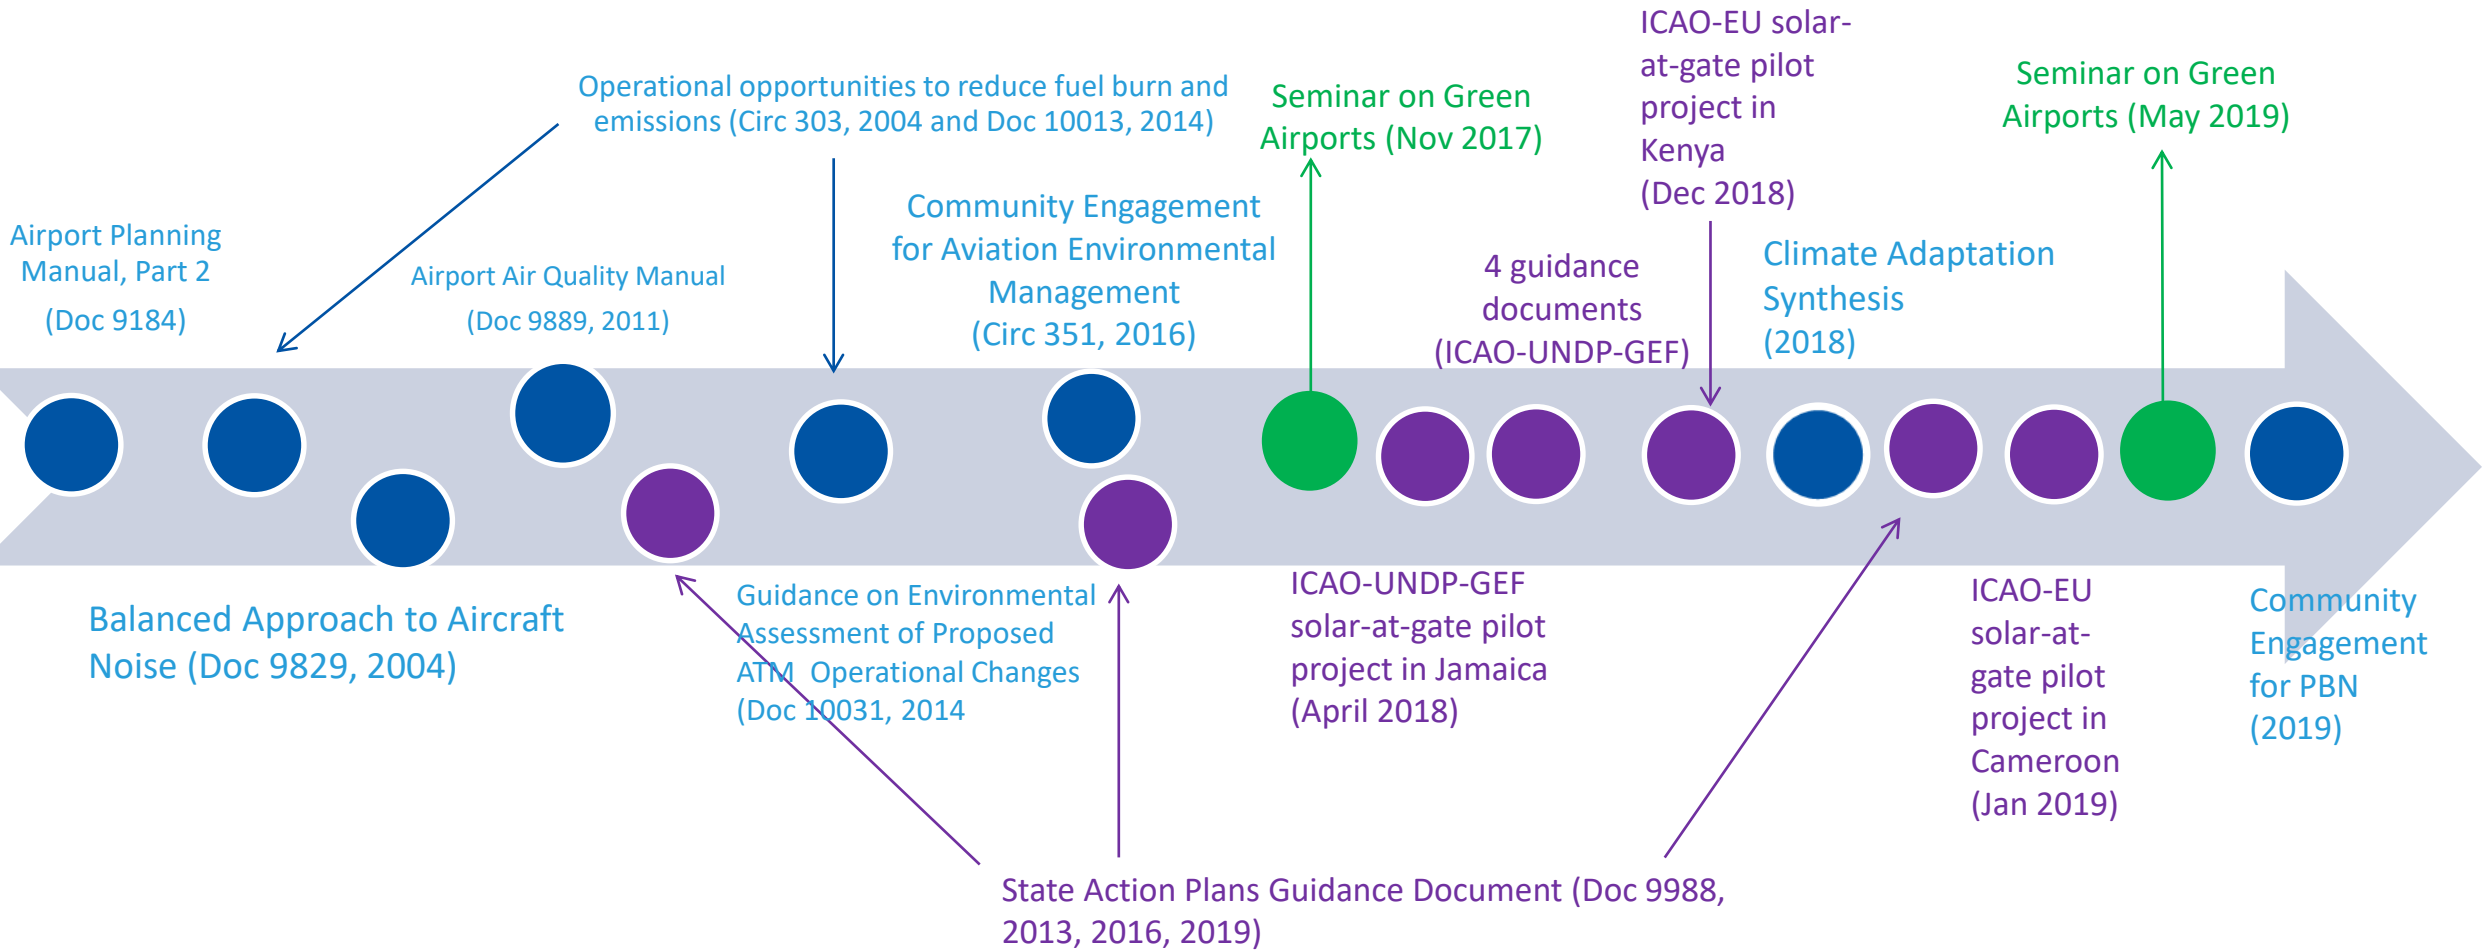 Airport Planning
Manual, Part 2
(Doc 9184)
Operational opportunities to reduce fuel burn and
emissions (Circ 303, 2004 and Doc 10013, 2014)
Airport Air Quality Manual
(Doc 9889, 2011)
Community Engagement
for Aviation Environmental
Management
(Circ 351, 2016)
Seminar on Green
Airports (Nov 2017)
4 guidance
documents
(ICAO-UNDP-GEF)
ICAO-EU solar-
at-gate pilot
project in
Kenya
(Dec 2018)
Climate Adaptation
Synthesis
(2018)
Seminar on Green
Airports (May 2019)
Balanced Approach to Aircraft
Noise (Doc 9829, 2004)
Guidance on Environmental
Assessment of Proposed
ATM  Operational Changes
(Doc 10031, 2014
ICAO-UNDP-GEF
solar-at-gate pilot
project in Jamaica
(April 2018)
ICAO-EU
solar-at-
gate pilot
project in
Cameroon
(Jan 2019)
Community
Engagement
for PBN
(2019)
State Action Plans Guidance Document (Doc 9988,
2013, 2016, 2019)